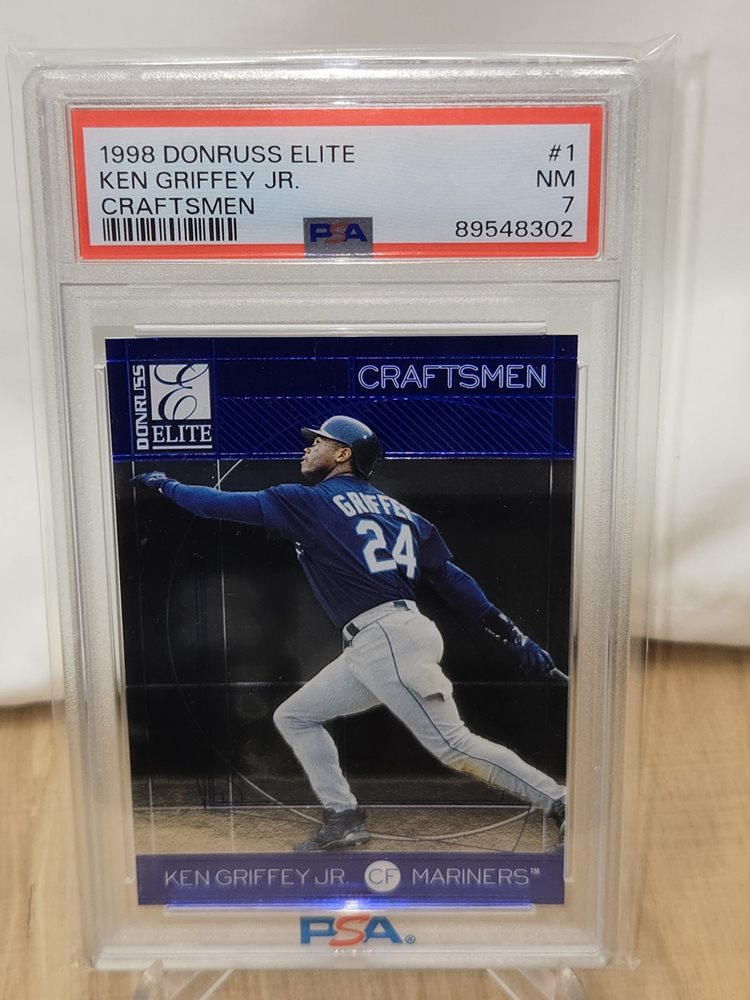 1998 DONRUSS ELITE #1
KEN GRIFFEY JR. NM
CRAFTSMEN 7
PSA 89548302
DONRUSS
E
ELITE
CRAFTSMEN
GRIFFEY
24
KEN GRIFFEY JR. CF MARINERS™
PSA®